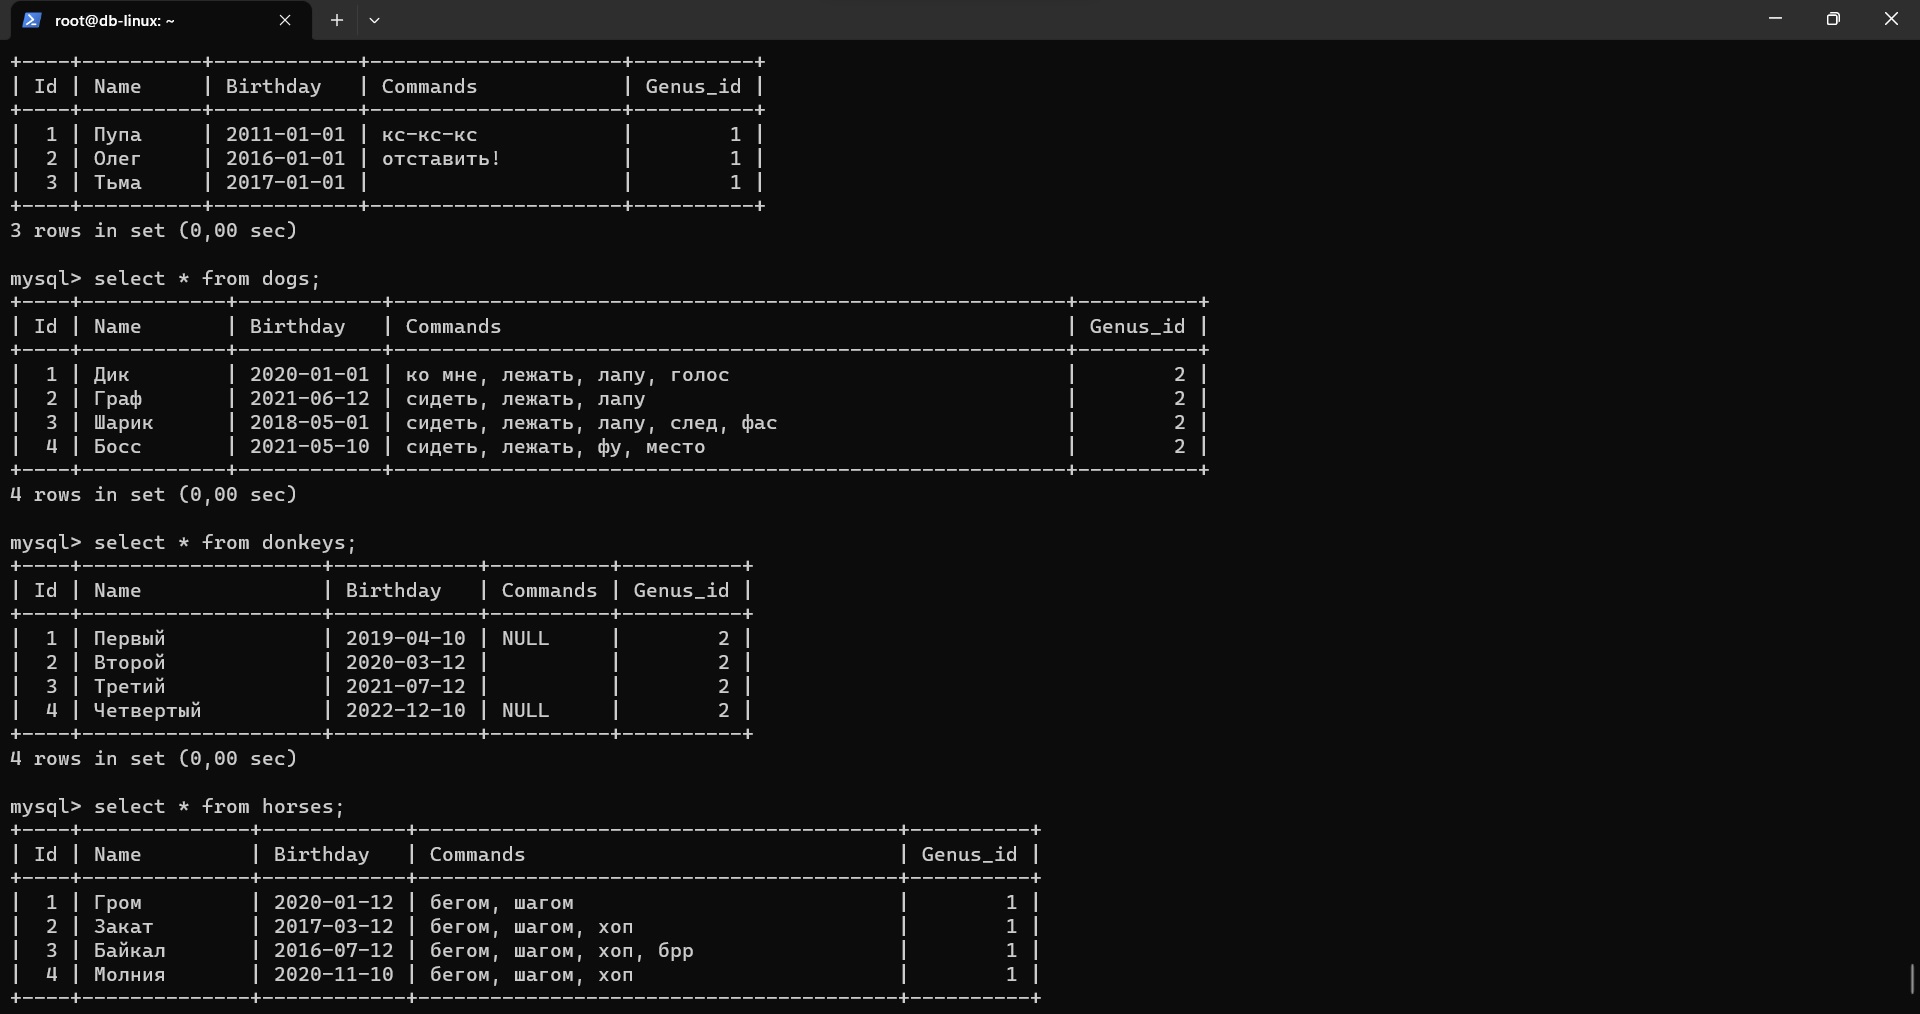 root@db-linux: ~
+----+----------+------------+---------------------+----------+
| Id | Name     | Birthday   | Commands            | Genus_id |
+----+----------+------------+---------------------+----------+
|  1 | Пупа     | 2011-01-01 | кс-кс-кс            |        1 |
|  2 | Олег     | 2016-01-01 | отставить!          |        1 |
|  3 | Тьма     | 2017-01-01 |                     |        1 |
+----+----------+------------+---------------------+----------+
3 rows in set (0,00 sec)
mysql> select * from dogs;
+----+------------+------------+--------------------------------------------------------+----------+
| Id | Name       | Birthday   | Commands                                               | Genus_id |
+----+------------+------------+--------------------------------------------------------+----------+
|  1 | Дик        | 2020-01-01 | ко мне, лежать, лапу, голос                            |        2 |
|  2 | Граф       | 2021-06-12 | сидеть, лежать, лапу                                   |        2 |
|  3 | Шарик      | 2018-05-01 | сидеть, лежать, лапу, след, фас                        |        2 |
|  4 | Босс       | 2021-05-10 | сидеть, лежать, фу, место                              |        2 |
+----+------------+------------+--------------------------------------------------------+----------+
4 rows in set (0,00 sec)
mysql> select * from donkeys;
+----+--------------------+------------+----------+----------+
| Id | Name               | Birthday   | Commands | Genus_id |
+----+--------------------+------------+----------+----------+
|  1 | Первый             | 2019-04-10 | NULL     |        2 |
|  2 | Второй             | 2020-03-12 |          |        2 |
|  3 | Третий             | 2021-07-12 |          |        2 |
|  4 | Четвертый          | 2022-12-10 | NULL     |        2 |
+----+--------------------+------------+----------+----------+
4 rows in set (0,00 sec)
mysql> select * from horses;
+----+--------------+------------+----------------------------------------+----------+
| Id | Name         | Birthday   | Commands                               | Genus_id |
+----+--------------+------------+----------------------------------------+----------+
|  1 | Гром         | 2020-01-12 | бегом, шагом                           |        1 |
|  2 | Закат        | 2017-03-12 | бегом, шагом, хоп                      |        1 |
|  3 | Байкал       | 2016-07-12 | бегом, шагом, хоп, брр                 |        1 |
|  4 | Молния       | 2020-11-10 | бегом, шагом, хоп                      |        1 |
+----+--------------+------------+----------------------------------------+----------+